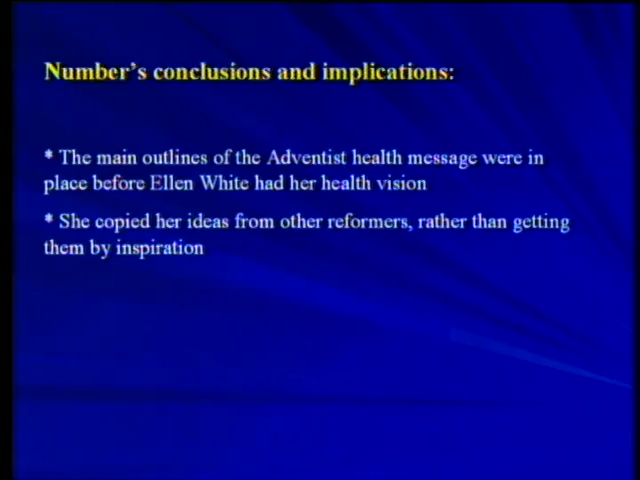 Number's conclusions and implications:
* The main outlines of the Adventist health message were in
place before Ellen White had her health vision
* She copied her ideas from other reformers, rather than getting
them by inspiration